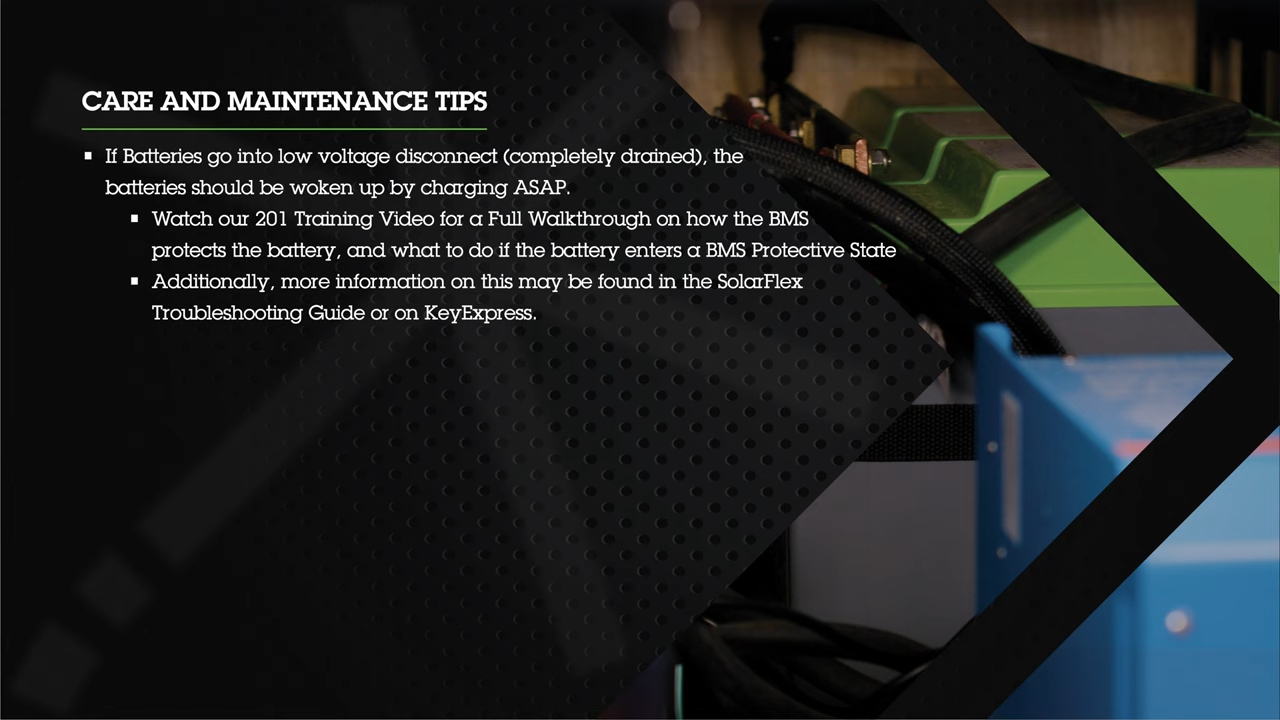 CARE AND MAINTENANCE TIPS
▪ If Batteries go into low voltage disconnect (completely drained), the
batteries should be woken up by charging ASAP.
▪ Watch our 201 Training Video for a Full Walkthrough on how the BMS
protects the battery, and what to do if the battery enters a BMS Protective State
▪ Additionally, more information on this may be found in the SolarFlex
Troubleshooting Guide or on KeyExpress.